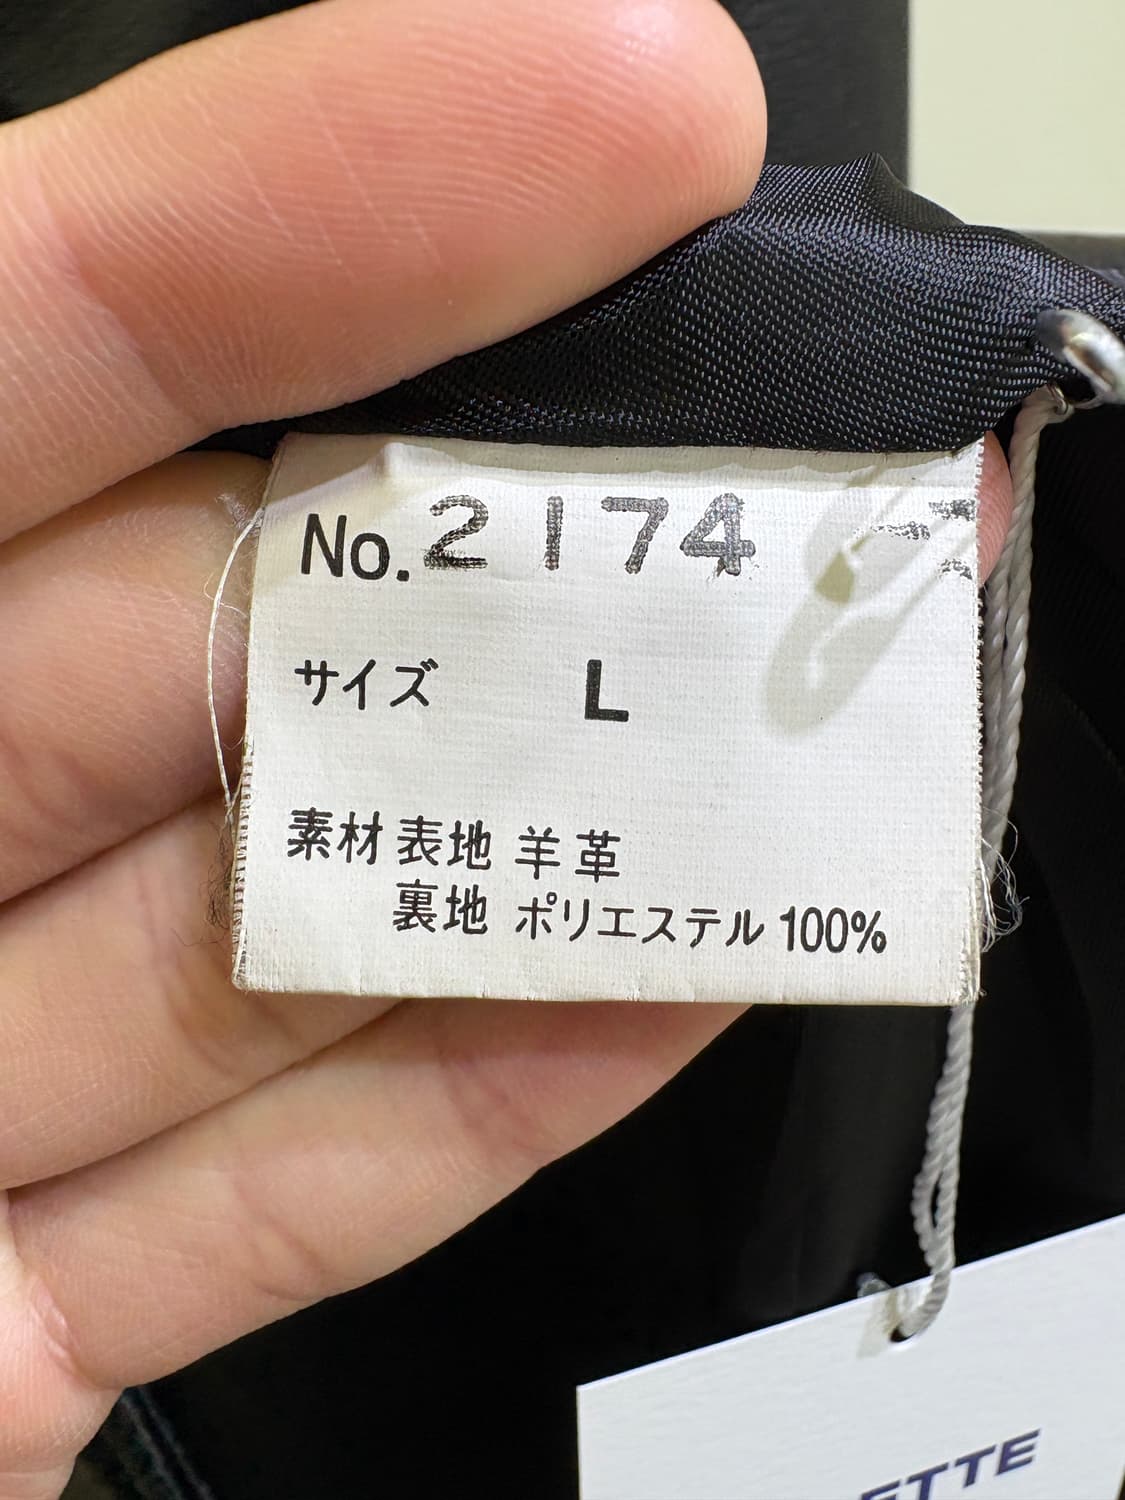 No. 2174
サイズ L
素材 表地 羊革
裏地 ポリエステル 100%
ETTE